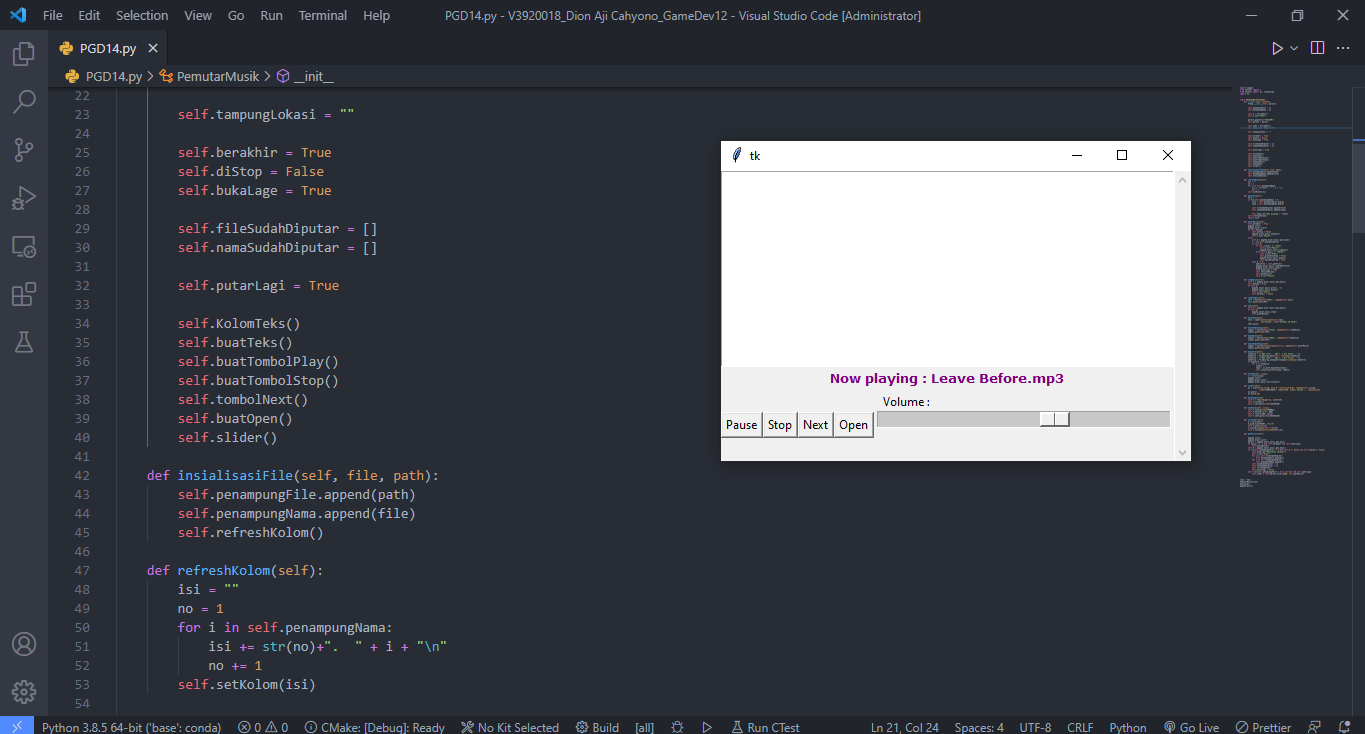 File Edit Selection View Go Run Terminal Help PGD14.py - V3920018_Dion Aji Cahyono_GameDev12 - Visual Studio Code [Administrator]
PGD14.py
PGD14.py > PemutarMusik > __init__
22
23 self.tampungLokasi = ""
24
25 self.berakhir = True
26 self.diStop = False
27 self.bukaLage = True
28
29 self.fileSudahDiputar = []
30 self.namaSudahDiputar = []
31
32 self.putarLagi = True
33
34 self.KolomTeks()
35 self.buatTeks()
36 self.buatTombolPlay()
37 self.buatTombolStop()
38 self.tombolNext()
39 self.buatOpen()
40 self.slider()
41
42 def insialisasiFile(self, file, path):
43 self.penampungFile.append(path)
44 self.penampungNama.append(file)
45 self.refreshKolom()
46
47 def refreshKolom(self):
48 isi = ""
49 no = 1
50 for i in self.penampungNama:
51 isi += str(no)+".  " + i + "\n"
52 no += 1
53 self.setKolom(isi)
54
tk
Now playing : Leave Before.mp3
Volume :
Pause Stop Next Open
Python 3.8.5 64-bit ('base': conda) 0 0 CMake: [Debug]: Ready No Kit Selected Build [all] Run CTest Ln 21, Col 24 Spaces: 4 UTF-8 CRLF Python Go Live Prettier